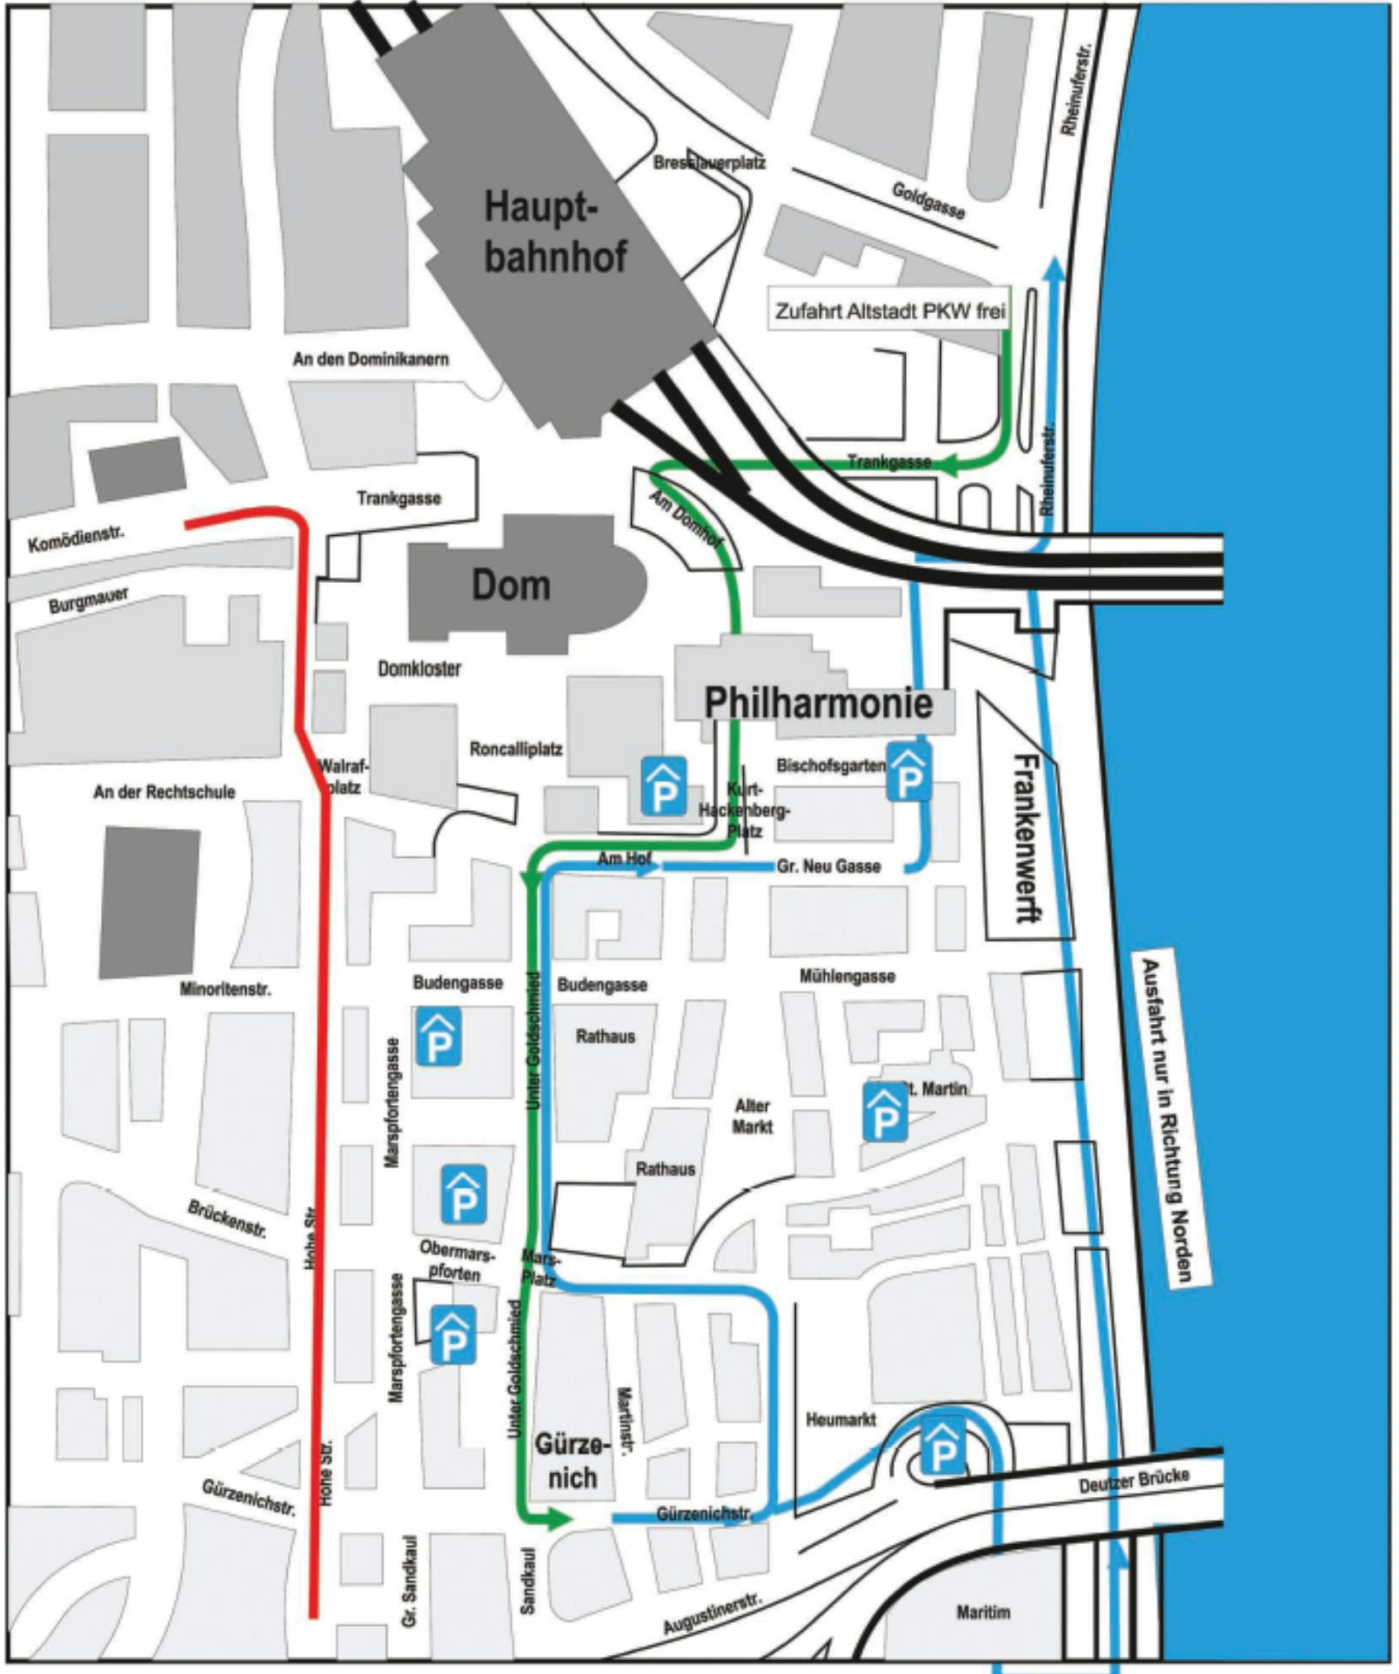 Rheinuferstr.
Bresslauerplatz
Goldgasse
Haupt-
bahnhof
Zufahrt Altstadt PKW frei
An den Dominikanern
Rheinuferstr.
Trankgasse
Trankgasse
Am Domhof
Komödienstr.
Burgmauer
Dom
Domkloster
Philharmonie
Roncalliplatz
Bischofsgarten
P
P
Walraf-
platz
An der Rechtschule
Kurt-
Hackenberg-
Platz
Frankenwerft
Am Hof
Gr. Neu Gasse
Mühlengasse
Minoritenstr.
Budengasse
Budengasse
Unter Goldschmied
Rathaus
P
Marspfortengasse
Ausfahrt nur in Richtung Norden
Alter
Markt
P
t. Martin
Rathaus
P
Brückenstr.
Hohe Str.
Obermars-
pforten
Mars-
Platz
Marspfortengasse
P
Unter Goldschmied
Martinstr.
Heumarkt
P
Gürze-
nich
Hohe Str.
Gürzenichstr.
Gürzenichstr.
Deutzer Brücke
Gr. Sandkaul
Sandkaul
Augustinerstr.
Maritim